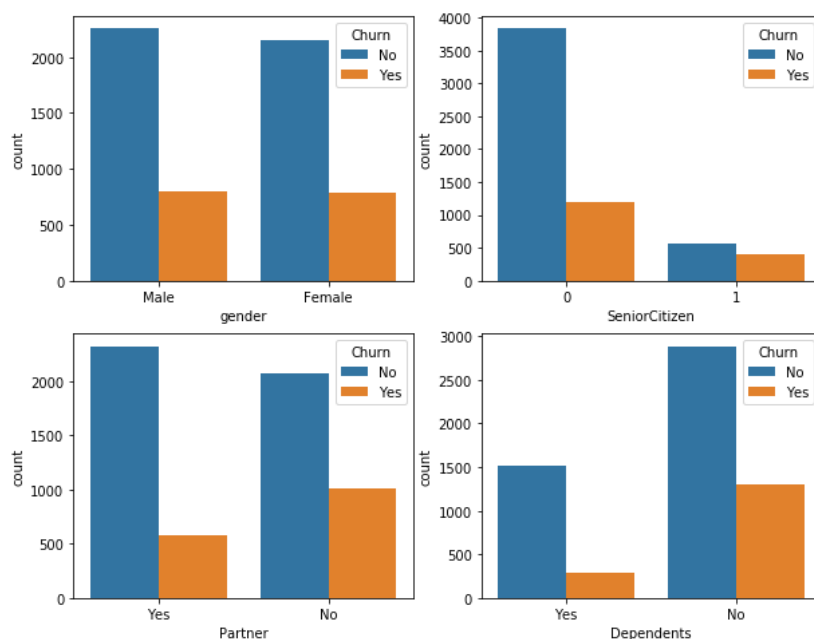 Churn
No
Yes
2000
1500
1000
500
0
count
Male Female
gender
Churn
No
Yes
4000
3500
3000
2500
2000
1500
1000
500
0
count
0 1
SeniorCitizen
Churn
No
Yes
2000
1500
1000
500
0
count
Yes No
Partner
Churn
No
Yes
3000
2500
2000
1500
1000
500
0
count
Yes No
Dependents